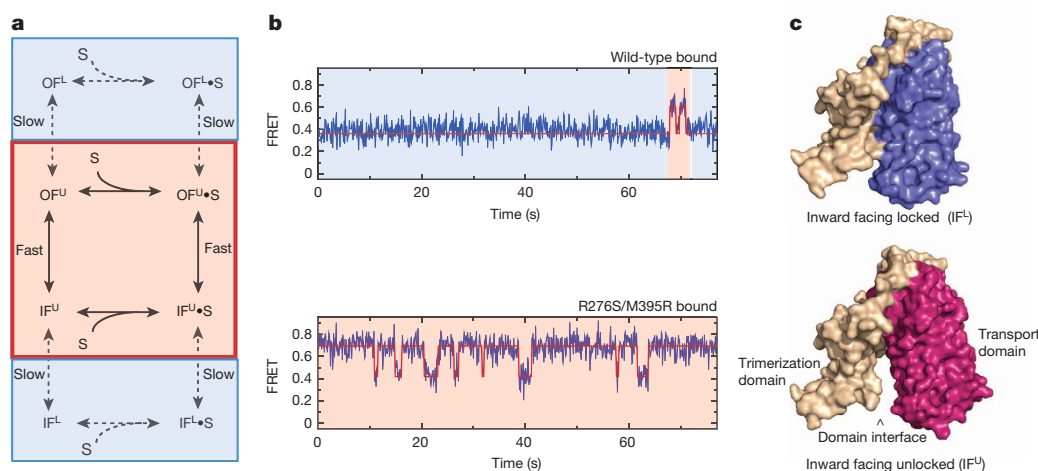 a
S
OF^L
OF^L•S
Slow
Slow
S
OF^U
OF^U•S
Fast
Fast
IF^U
IF^U•S
S
Slow
Slow
IF^L
IF^L•S
S
b
Wild-type bound
FRET
0.8
0.6
0.4
0.2
0
0 20 40 60
Time (s)
R276S/M395R bound
FRET
0.8
0.6
0.4
0.2
0
0 20 40 60
Time (s)
c
Inward facing locked (IF^L)
Transport
domain
Trimerization
domain
^
Domain interface
Inward facing unlocked (IF^U)